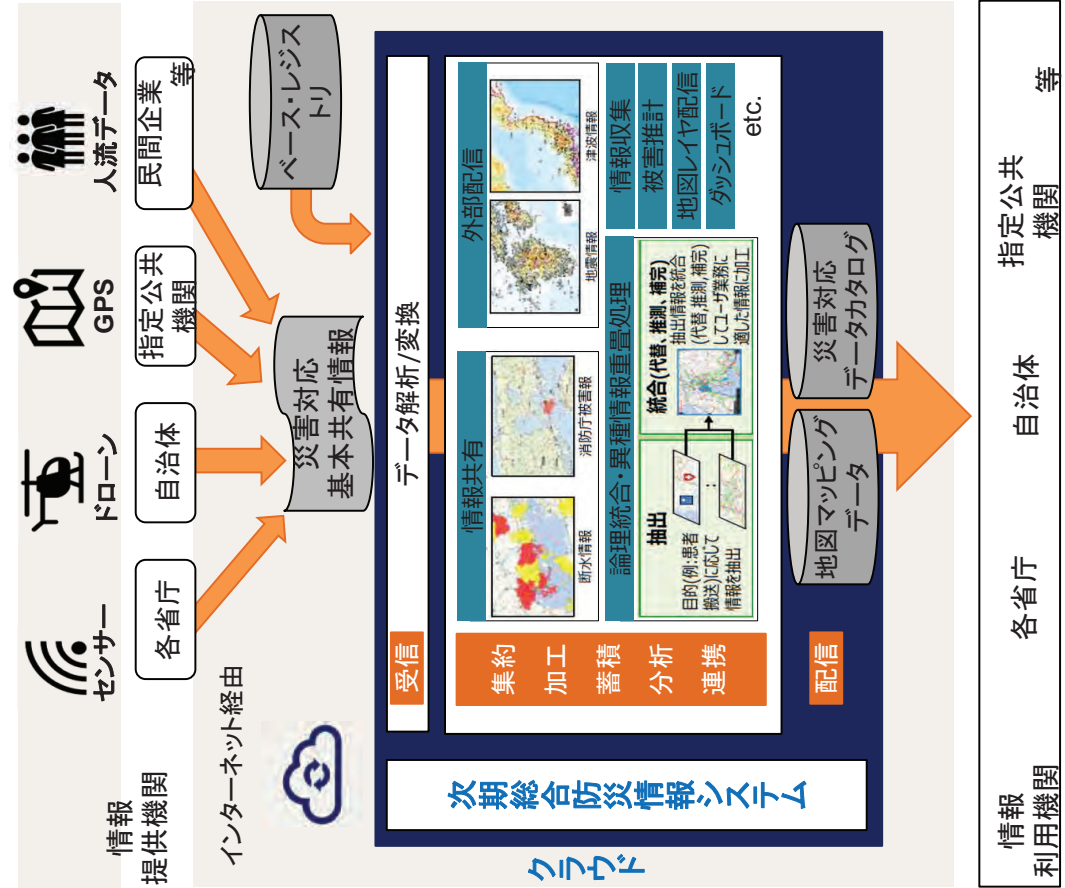 センサー
ドローン
GPS
人流データ
情報
提供機関
各省庁
自治体
指定公共
機関
民間企業
等
インターネット経由
災害対応
基本共有情報
ベース・レジス
トリ
クラウド
次期総合防災情報システム
受信
データ解析/変換
集約
加工
蓄積
分析
連携
情報共有
断水情報
消防庁被害報
外部配信
地震情報
津波情報
論理統合・異種情報重畳処理
抽出
目的(例:患者
搬送)に応じて
情報を抽出
:
統合(代替、推測、補完)
抽出情報を統合
(代替,推測,補完)
してユーザ業務に
適した情報に加工
情報収集
被害推計
地図レイヤ配信
ダッシュボード
etc.
配信
地図マッピング
データ
災害対応
データカタログ
情報
利用機関
各省庁
自治体
指定公共
機関
等